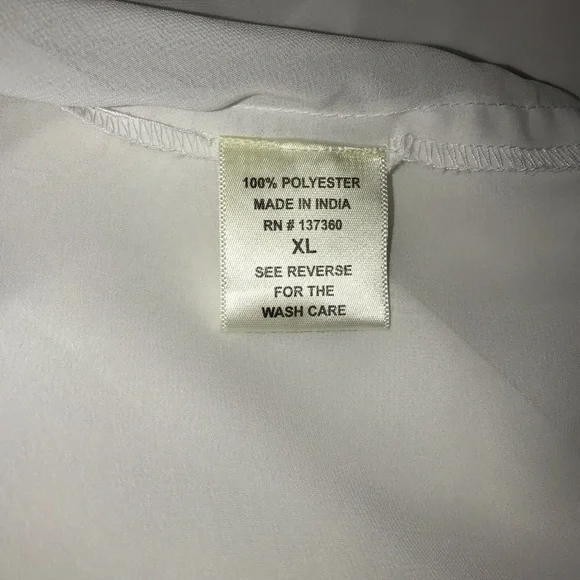 100% POLYESTER
MADE IN INDIA
RN # 137360
XL
SEE REVERSE
FOR THE
WASH CARE